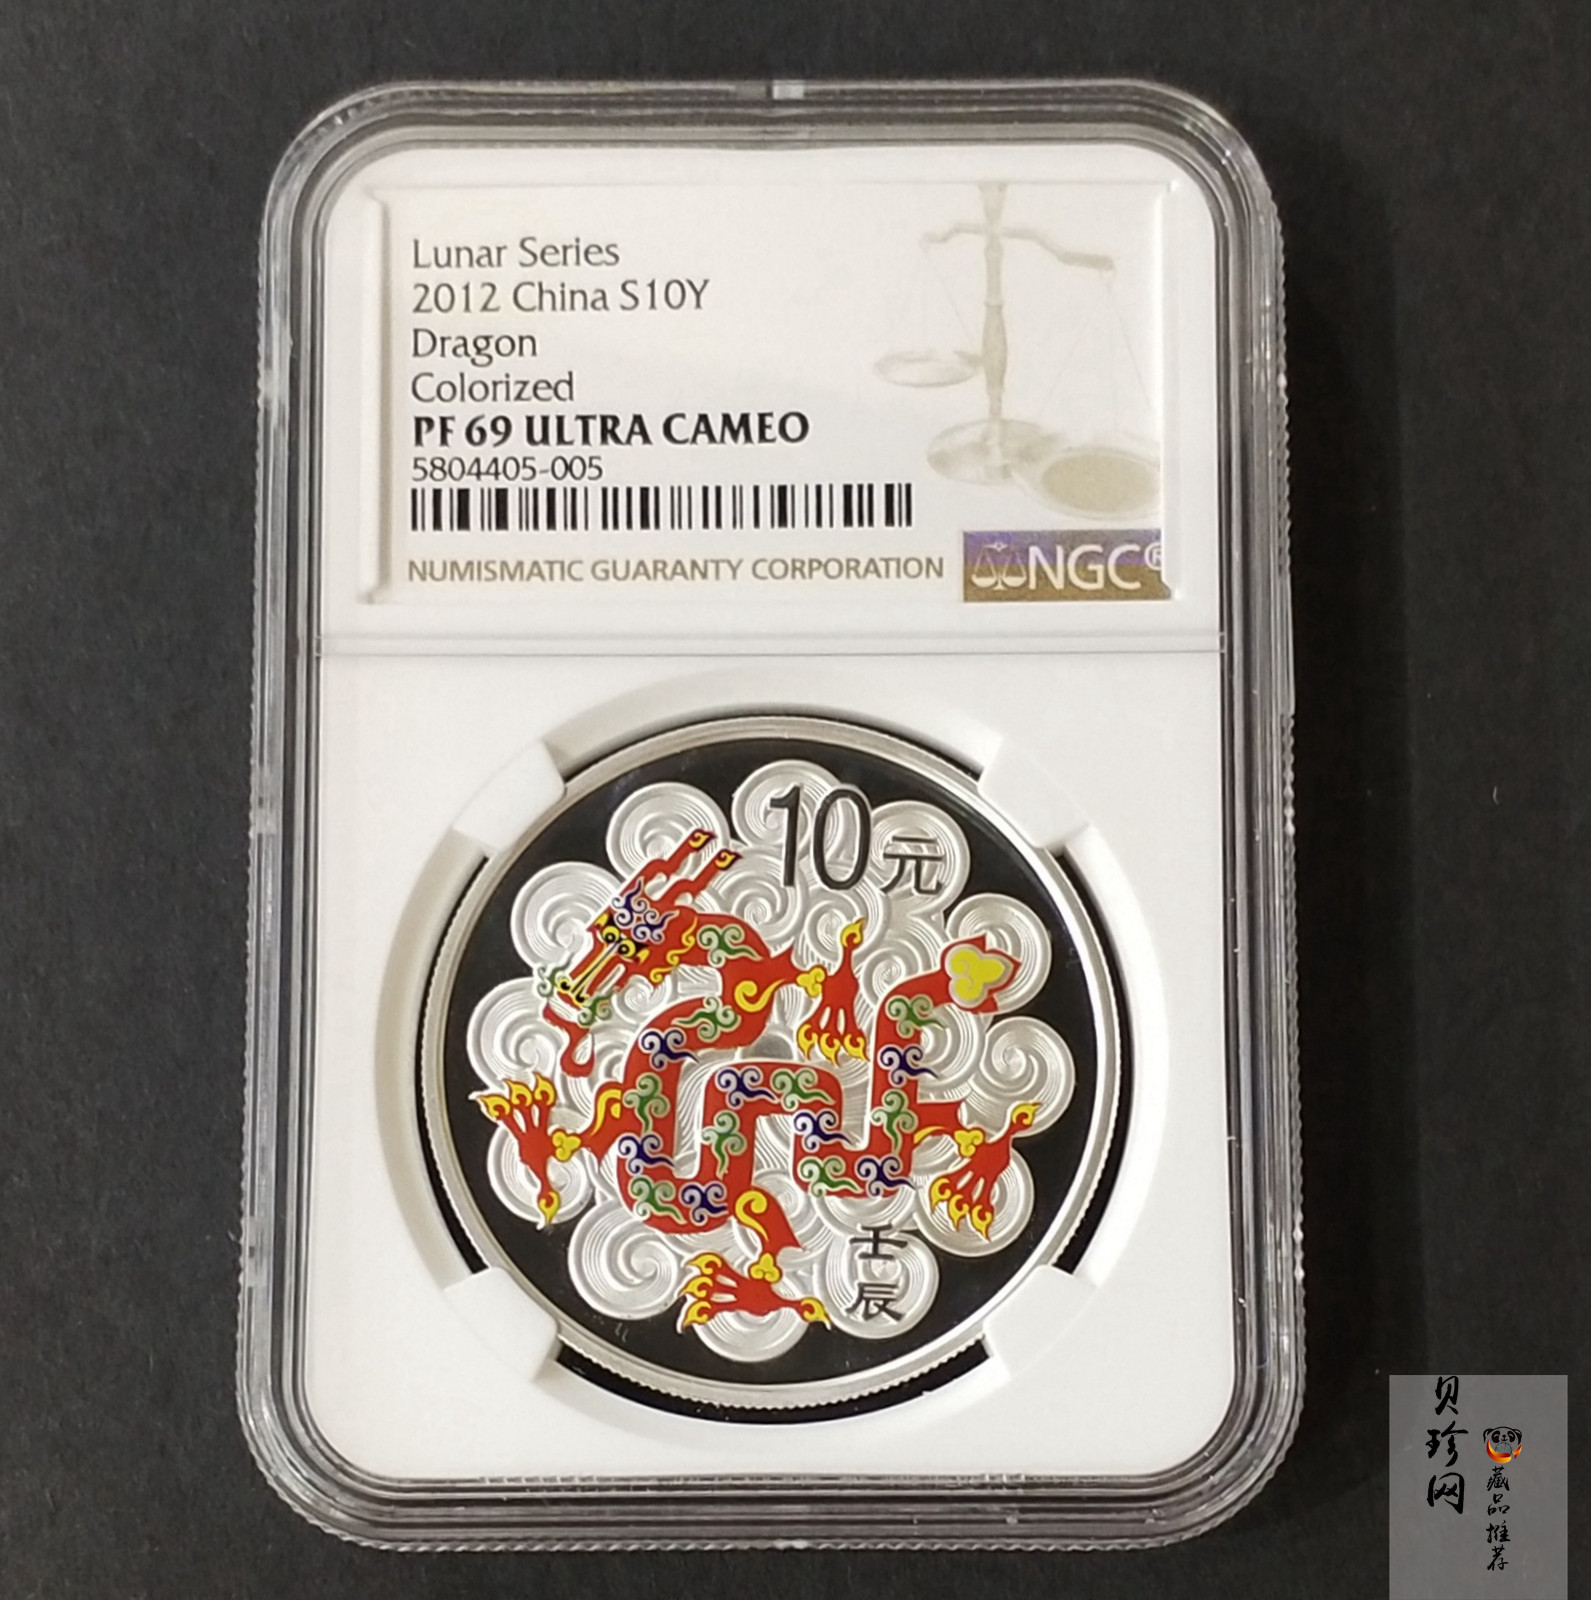 Lunar Series
2012 China S10Y
Dragon
Colorized
PF 69 ULTRA CAMEO
5804405-005
NUMISMATIC GUARANTY CORPORATION
NGC®
10元
壬辰
贝珍网
藏品推荐